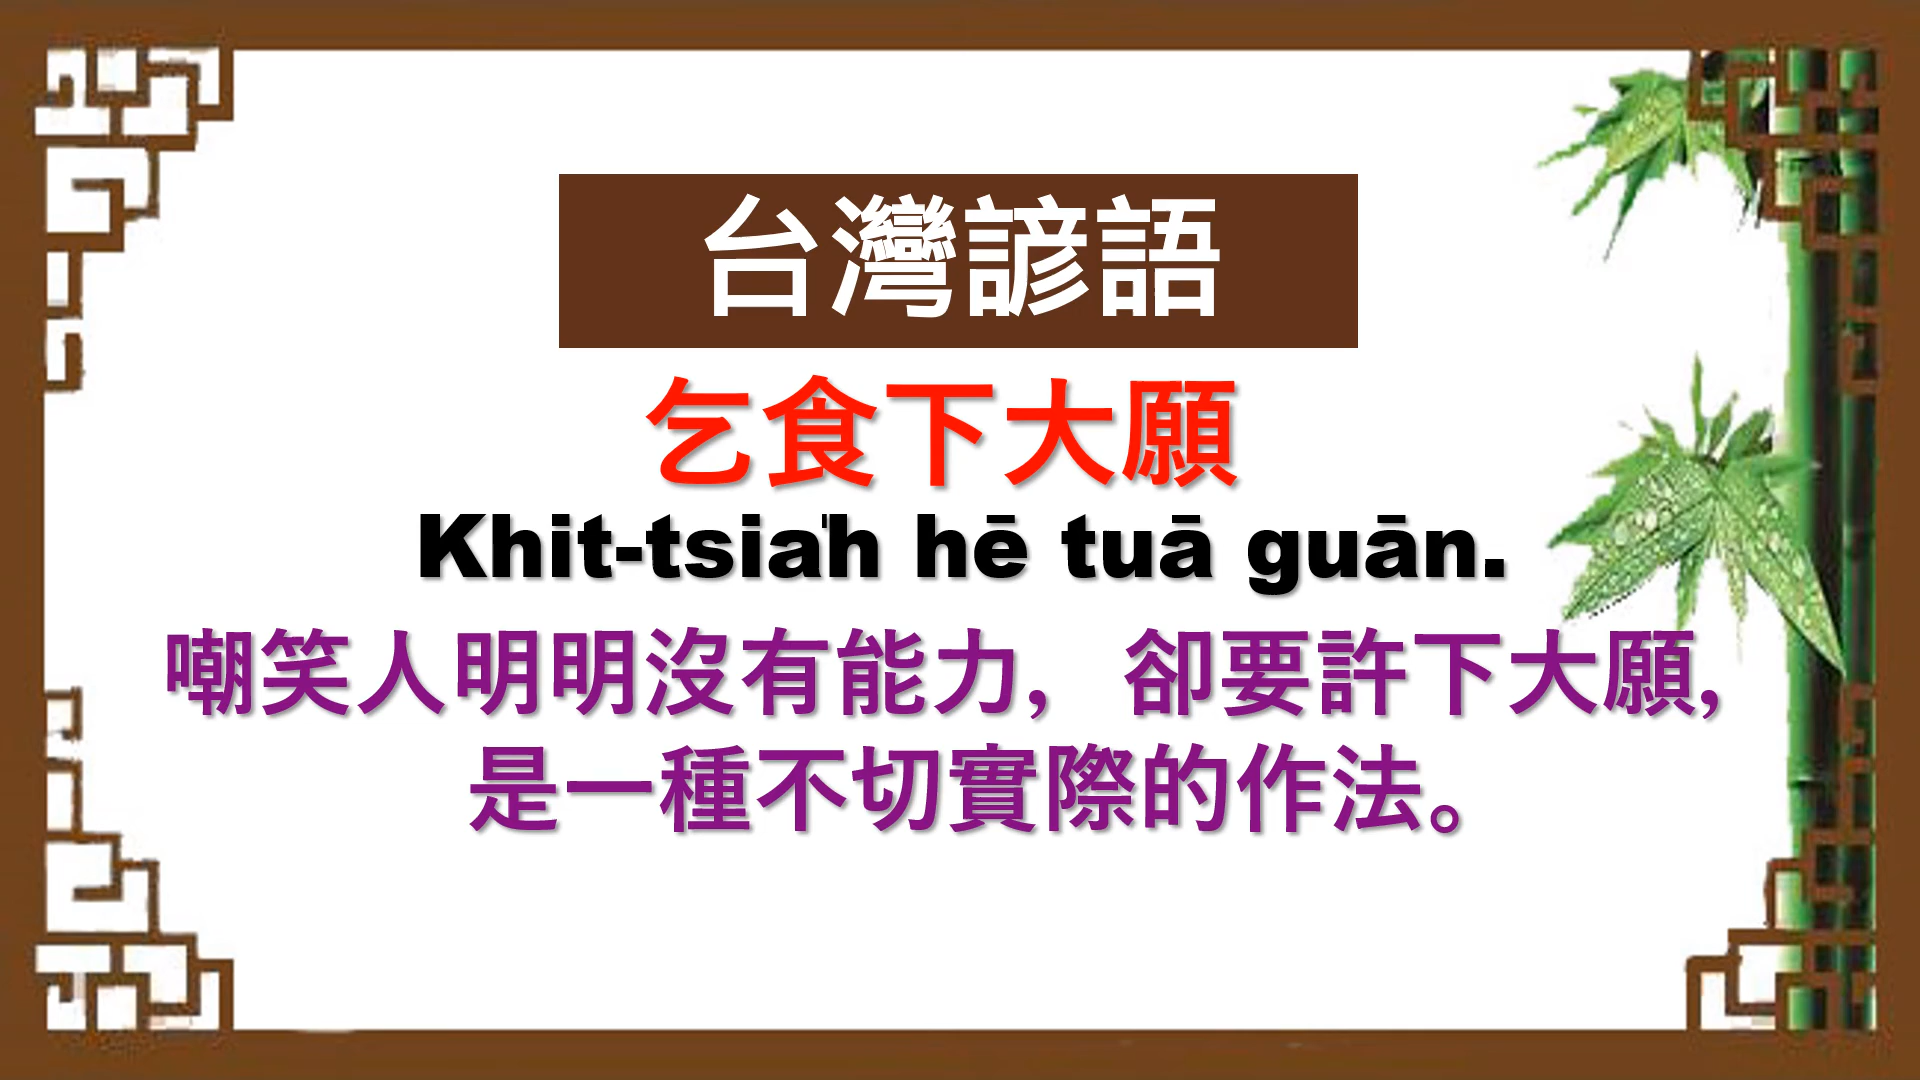 台灣諺語
乞食下大願
Khit-tsia̍h hē tuā guān.
嘲笑人明明沒有能力，卻要許下大願，
是一種不切實際的作法。